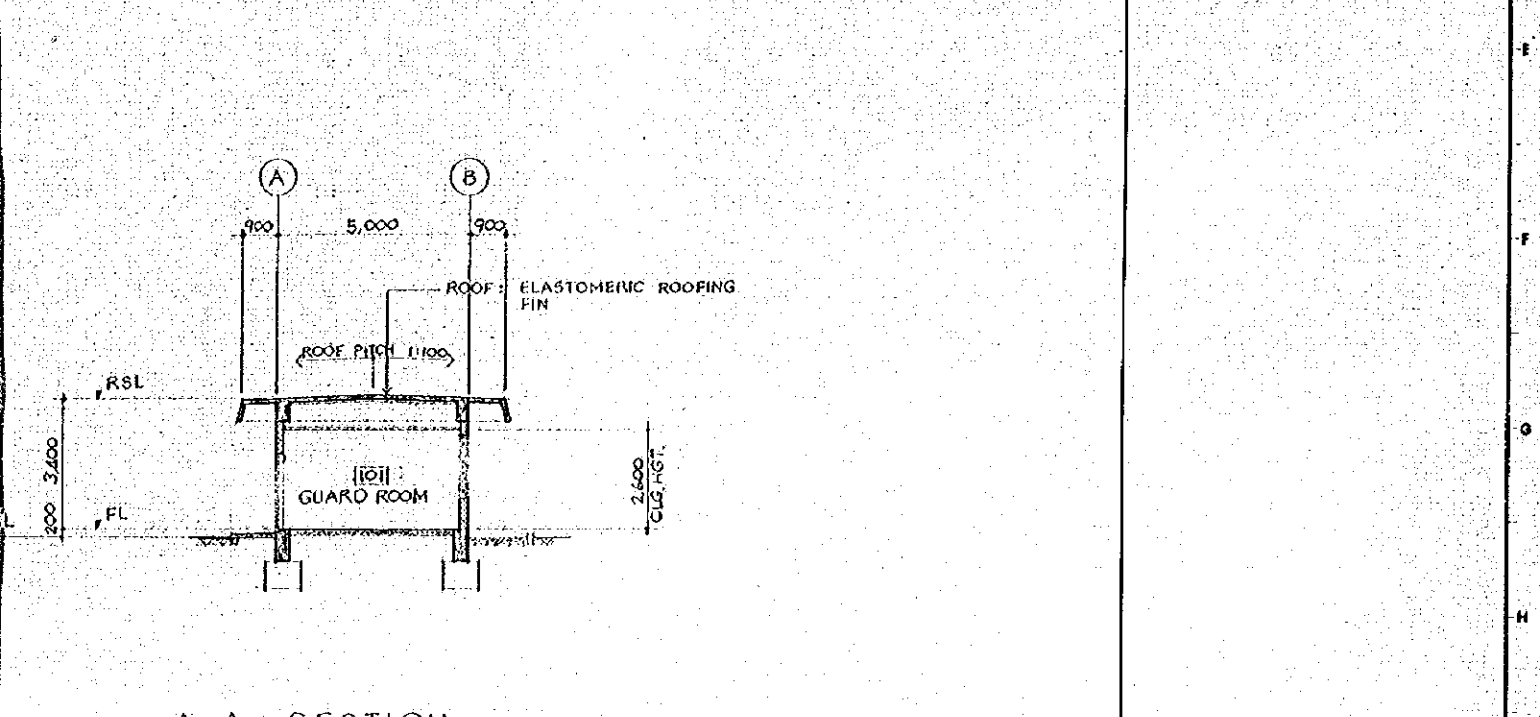 E
A B
900 5,000 900
F
ROOF: ELASTOMERIC ROOFING
FIN
ROOF PITCH 1:100
RSL
G
3,400
2,600
CLG. HGT.
101
GUARD ROOM
200
FL
L
H
A - A SECTION